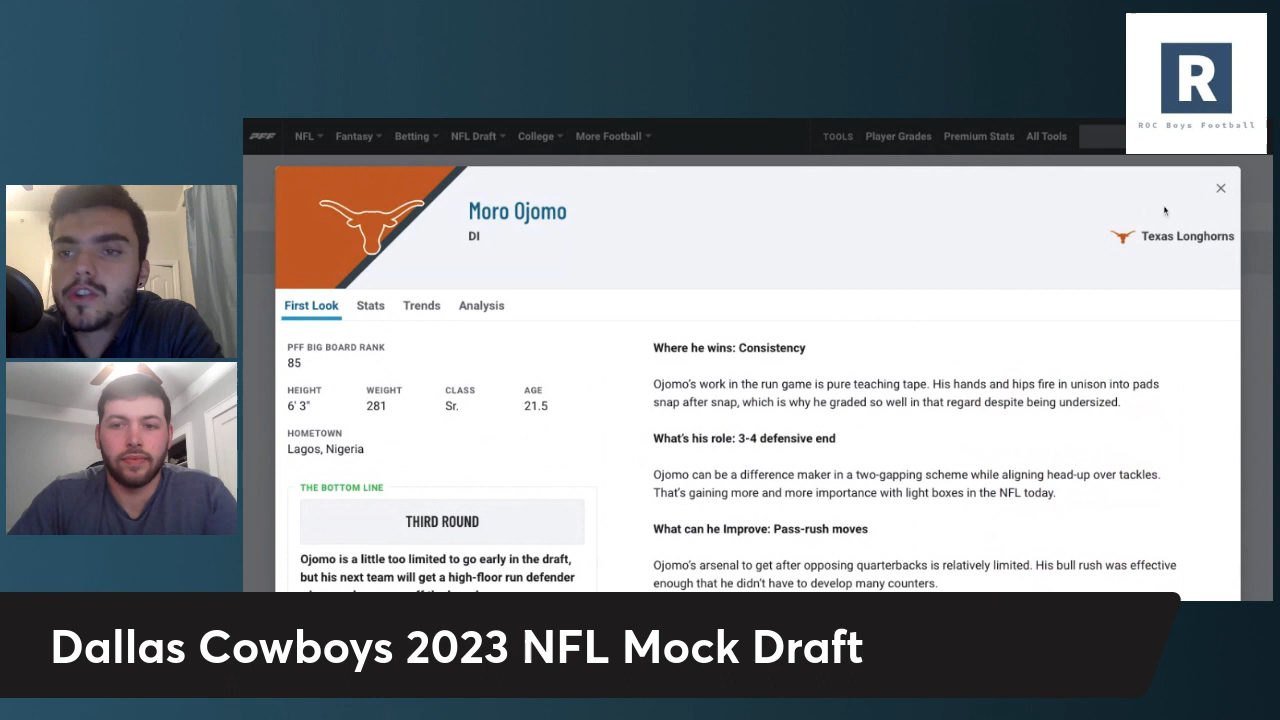 R
ROC Boys Football
PFF NFL Fantasy Betting NFL Draft College More Football TOOLS Player Grades Premium Stats All Tools
Moro Ojomo
DI
Texas Longhorns
First Look Stats Trends Analysis
PFF BIG BOARD RANK
85
HEIGHT WEIGHT CLASS AGE
6' 3" 281 Sr. 21.5
HOMETOWN
Lagos, Nigeria
THE BOTTOM LINE
THIRD ROUND
Ojomo is a little too limited to go early in the draft,
but his next team will get a high-floor run defender
Where he wins: Consistency
Ojomo's work in the run game is pure teaching tape. His hands and hips fire in unison into pads
snap after snap, which is why he graded so well in that regard despite being undersized.
What's his role: 3-4 defensive end
Ojomo can be a difference maker in a two-gapping scheme while aligning head-up over tackles.
That's gaining more and more importance with light boxes in the NFL today.
What can he Improve: Pass-rush moves
Ojomo's arsenal to get after opposing quarterbacks is relatively limited. His bull rush was effective
enough that he didn't have to develop many counters.
Dallas Cowboys 2023 NFL Mock Draft